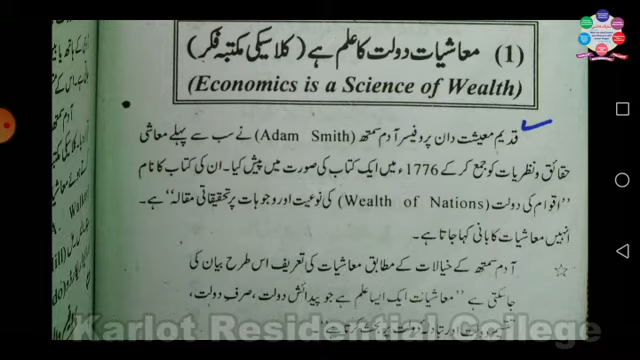 (1) معاشیات دولت کا علم ہے (کلاسیکی مکتبہ فکر)
(Economics is a Science of Wealth)
قدیم معیشت دان پروفیسر آدم سمتھ (Adam Smith) نے سب سے پہلے معاشی
حقائق و نظریات کو جمع کر کے 1776ء میں ایک کتاب کی صورت میں پیش کیا۔ ان کی کتاب کا نام
"اقوام کی دولت (Wealth of Nations) کی نوعیت اور وجوہات پر تحقیقاتی مقالہ" ہے۔
انہیں معاشیات کا بانی کہا جاتا ہے۔
☆ آدم سمتھ کے خیالات کے مطابق معاشیات کی تعریف اس طرح بیان کی
جا سکتی ہے "معاشیات ایک ایسا علم ہے جو پیدائش دولت، صرف دولت،
Karlot Residential College